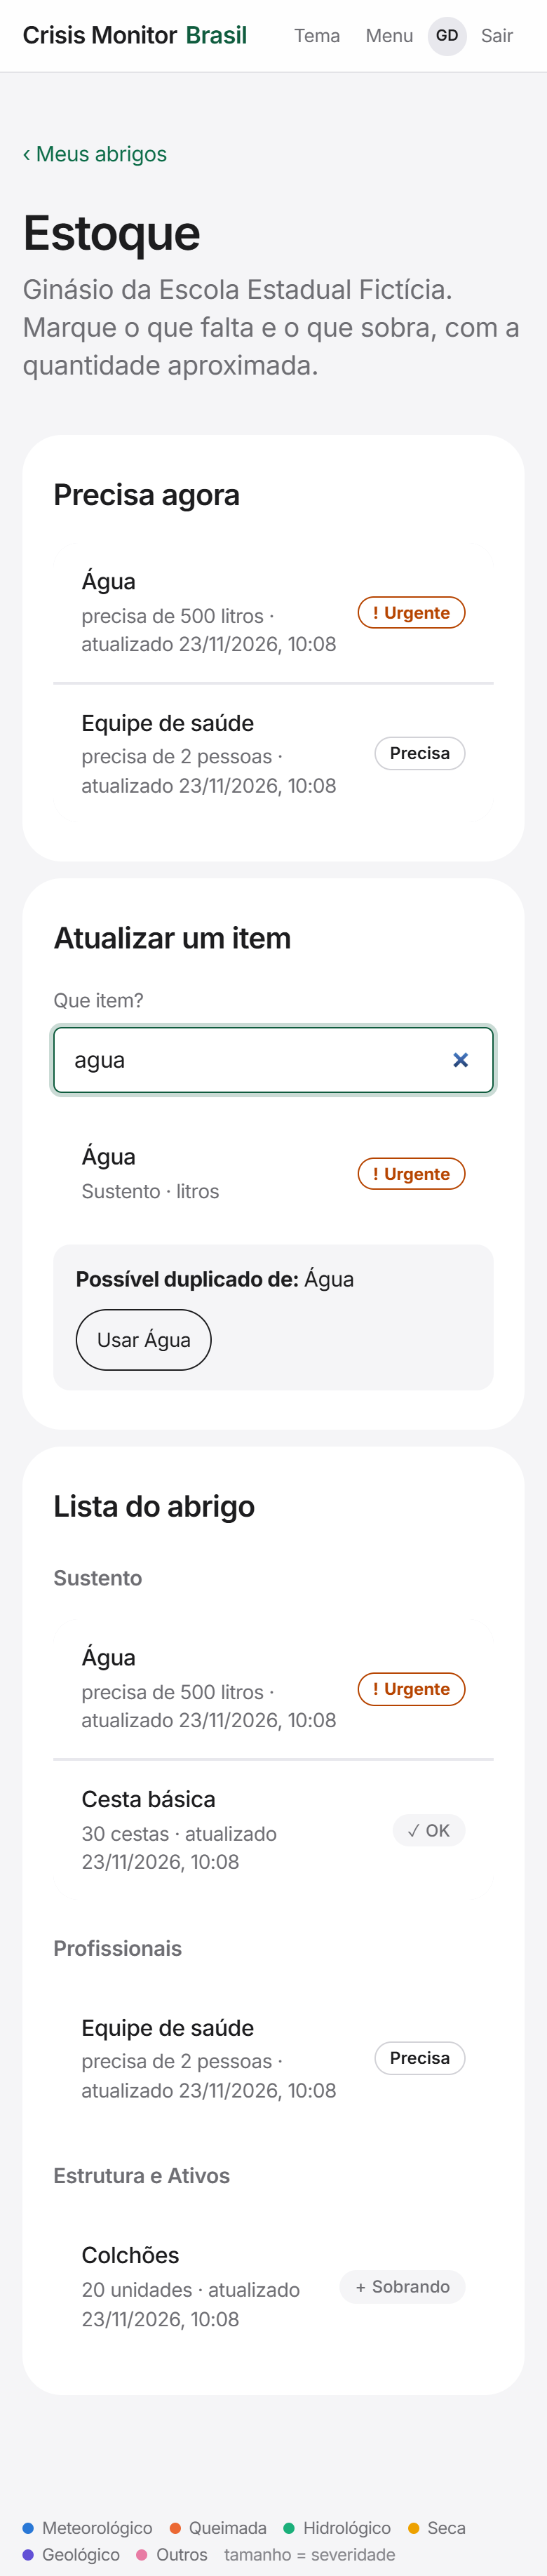 Crisis Monitor Brasil Tema Menu GD Sair
‹ Meus abrigos
Estoque
Ginásio da Escola Estadual Fictícia.
Marque o que falta e o que sobra, com a
quantidade aproximada.
Precisa agora
Água
precisa de 500 litros ·
atualizado 23/11/2026, 10:08
! Urgente
Equipe de saúde
precisa de 2 pessoas ·
atualizado 23/11/2026, 10:08
Precisa
Atualizar um item
Que item?
agua
Água
Sustento · litros
! Urgente
Possível duplicado de: Água
Usar Água
Lista do abrigo
Sustento
Água
precisa de 500 litros ·
atualizado 23/11/2026, 10:08
! Urgente
Cesta básica
30 cestas · atualizado
23/11/2026, 10:08
✓ OK
Profissionais
Equipe de saúde
precisa de 2 pessoas ·
atualizado 23/11/2026, 10:08
Precisa
Estrutura e Ativos
Colchões
20 unidades · atualizado
23/11/2026, 10:08
+ Sobrando
Meteorológico Queimada Hidrológico Seca
Geológico Outros tamanho = severidade